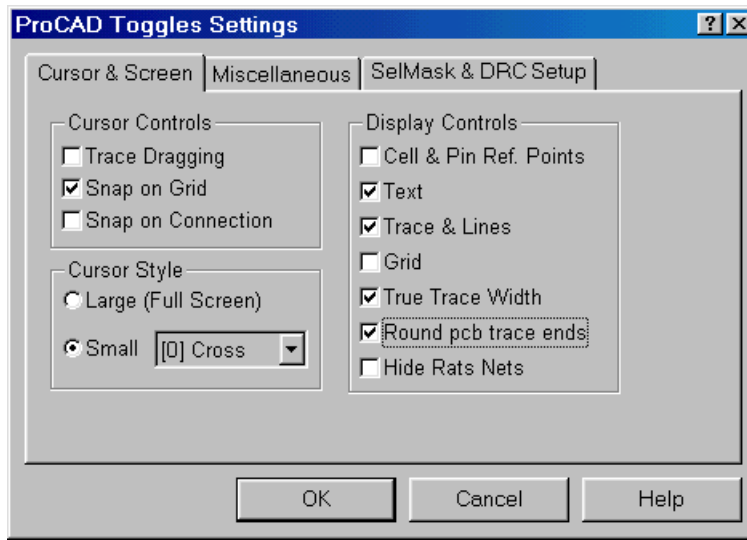 ProCAD Toggles Settings
Cursor & Screen
Miscellaneous
SelMask & DRC Setup
Cursor Controls
Trace Dragging
Snap on Grid
Snap on Connection
Cursor Style
Large (Full Screen)
Small
[0] Cross
Display Controls
Cell & Pin Ref. Points
Text
Trace & Lines
Grid
True Trace Width
Round pcb trace ends
Hide Rats Nets
OK
Cancel
Help